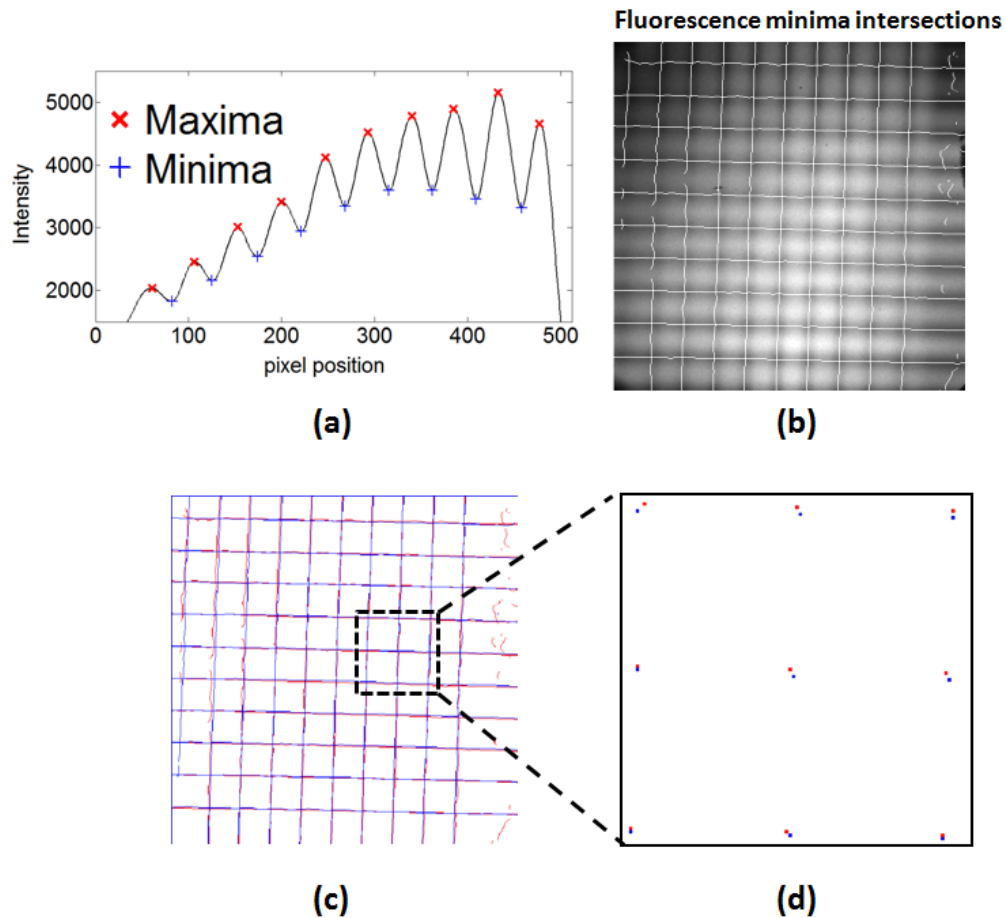 Fluorescence minima intersections
5000
4000
3000
2000
Intensity
Maxima
Minima
0 100 200 300 400 500
pixel position
(a)
(b)
(c)
(d)